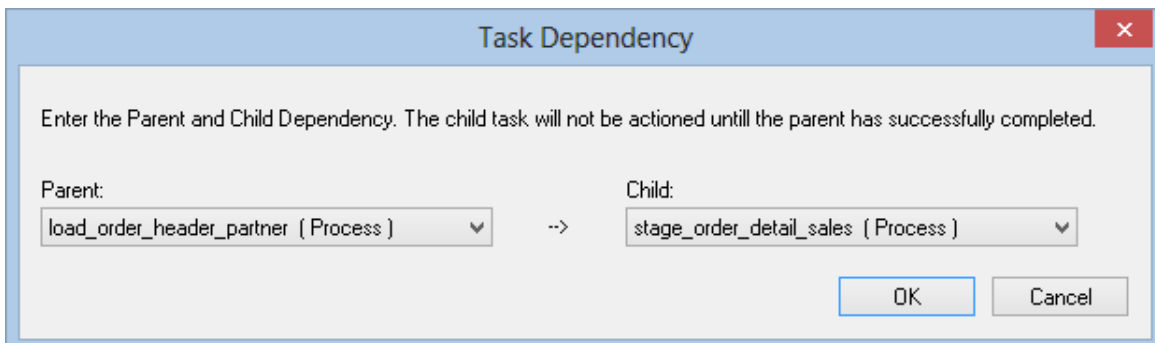 Task Dependency
Enter the Parent and Child Dependency. The child task will not be actioned untill the parent has successfully completed.
Parent:
Child:
load_order_header_partner ( Process )
-->
stage_order_detail_sales ( Process )
OK
Cancel